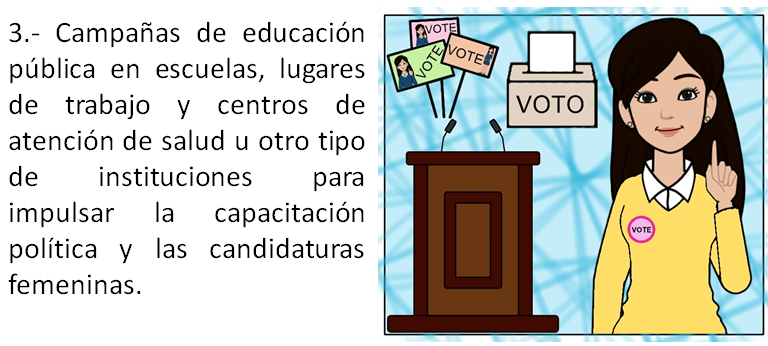 3.- Campañas de educación
pública en escuelas, lugares
de trabajo y centros de
atención de salud u otro tipo
de instituciones para
impulsar la capacitación
política y las candidaturas
femeninas.
VOTE
VOTE
VOTE
VOTO
VOTE